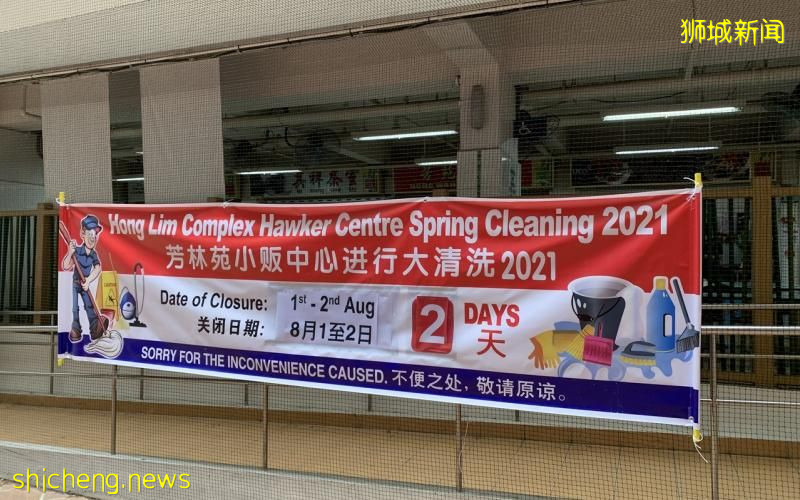 狮城新闻
Hong Lim Complex Hawker Centre Spring Cleaning 2021
芳林苑小贩中心进行大清洗2021
Date of Closure: 1st - 2nd Aug
关闭日期: 8月1至2日
2 DAYS
天
SORRY FOR THE INCONVENIENCE CAUSED. 不便之处, 敬请原谅。
shicheng.news